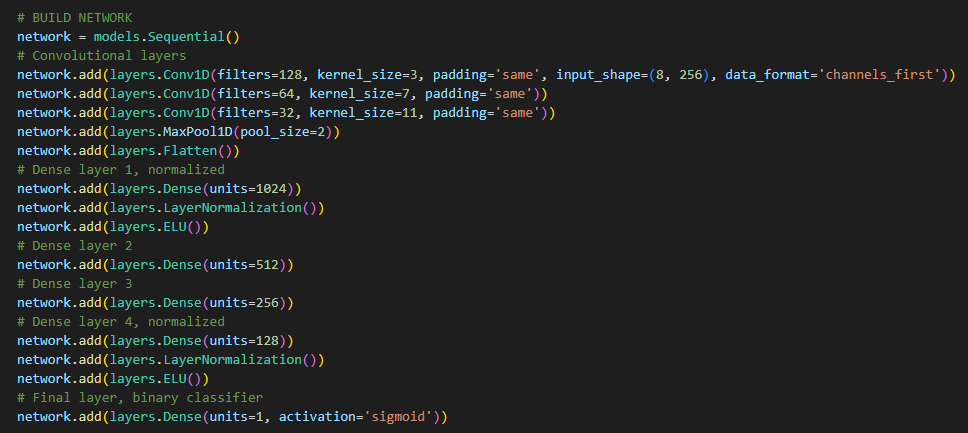 # BUILD NETWORK
network = models.Sequential()
# Convolutional layers
network.add(layers.Conv1D(filters=128, kernel_size=3, padding='same', input_shape=(8, 256), data_format='channels_first'))
network.add(layers.Conv1D(filters=64, kernel_size=7, padding='same'))
network.add(layers.Conv1D(filters=32, kernel_size=11, padding='same'))
network.add(layers.MaxPool1D(pool_size=2))
network.add(layers.Flatten())
# Dense layer 1, normalized
network.add(layers.Dense(units=1024))
network.add(layers.LayerNormalization())
network.add(layers.ELU())
# Dense layer 2
network.add(layers.Dense(units=512))
# Dense layer 3
network.add(layers.Dense(units=256))
# Dense layer 4, normalized
network.add(layers.Dense(units=128))
network.add(layers.LayerNormalization())
network.add(layers.ELU())
# Final layer, binary classifier
network.add(layers.Dense(units=1, activation='sigmoid'))